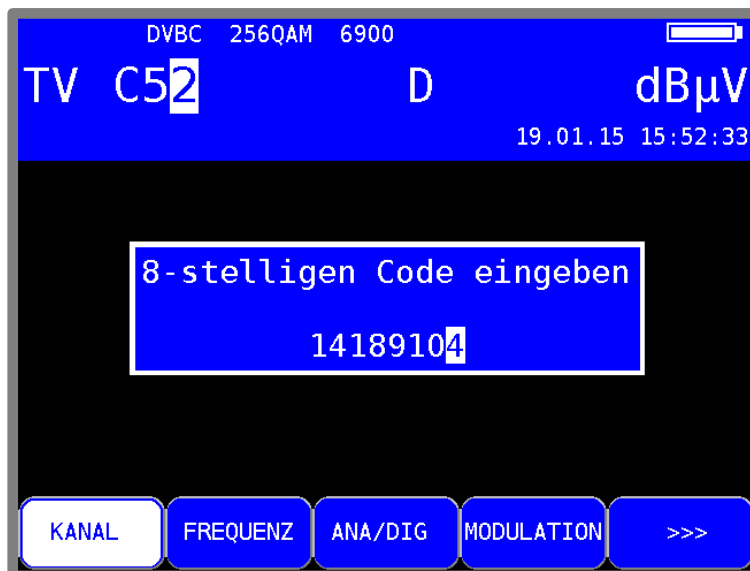 DVBC 256QAM 6900
TV C52 D dBµV
19.01.15 15:52:33
8-stelligen Code eingeben
14189104
KANAL FREQUENZ ANA/DIG MODULATION >>>